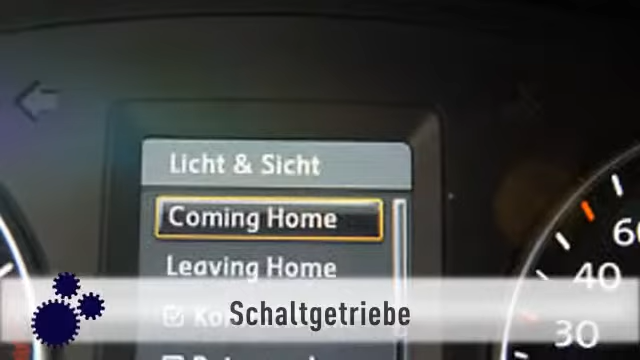 Licht & Sicht
Coming Home
Leaving Home
Schaltgetriebe
60
40
30